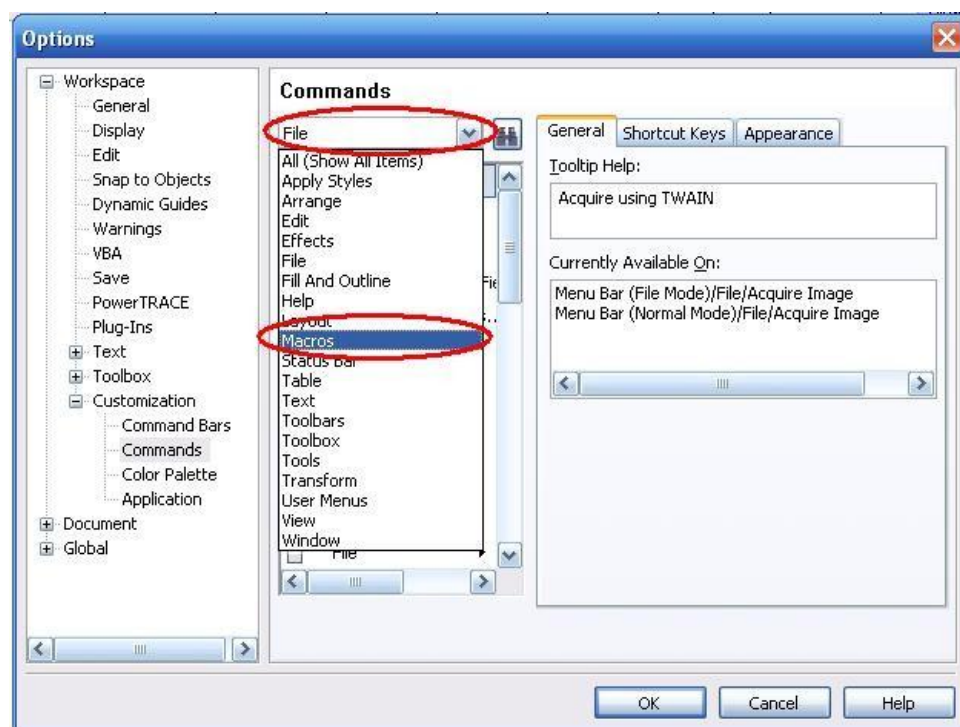 Options
Workspace
General
Display
Edit
Snap to Objects
Dynamic Guides
Warnings
VBA
Save
PowerTRACE
Plug-Ins
Text
Toolbox
Customization
Command Bars
Commands
Color Palette
Application
Document
Global
Commands
File
All (Show All Items)
Apply Styles
Arrange
Edit
Effects
File
Fill And Outline
Help
Layout
Macros
Status Bar
Table
Text
Toolbars
Toolbox
Tools
Transform
User Menus
View
Window
File
General Shortcut Keys Appearance
Tooltip Help:
Acquire using TWAIN
Currently Available On:
Menu Bar (File Mode)/File/Acquire Image
Menu Bar (Normal Mode)/File/Acquire Image
OK Cancel Help